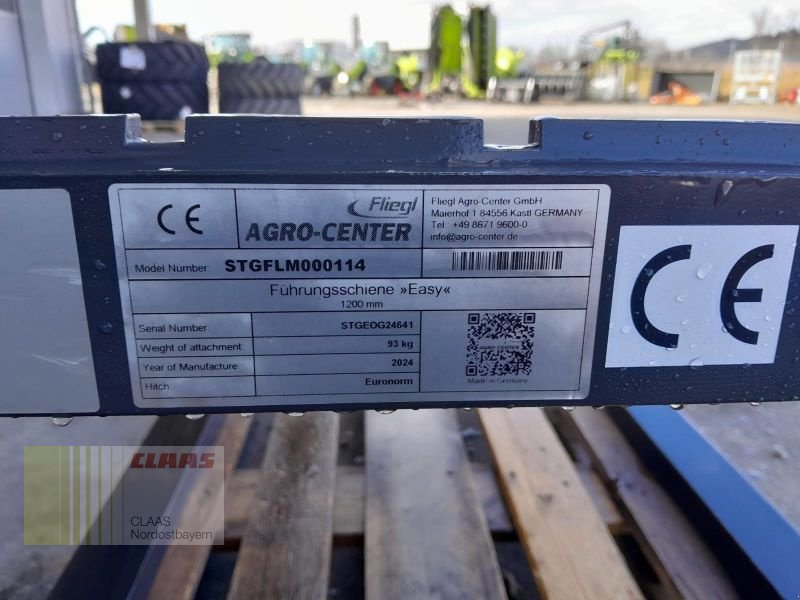 CE
Fliegl
AGRO-CENTER
Fliegl Agro-Center GmbH
Maierhof 1 84556 Kastl GERMANY
Tel.: +49 8671 9600-0
info@agro-center.de
Model Number: STGFLM000114
Führungsschiene »Easy«
1200 mm
Serial Number: STGEOG24641
Weight of attachment: 93 kg
Year of Manufacture: 2024
Hitch: Euronorm
AGRO-CENTER
Made in Germany
CE
CLAAS
CLAAS
Nordostbayern